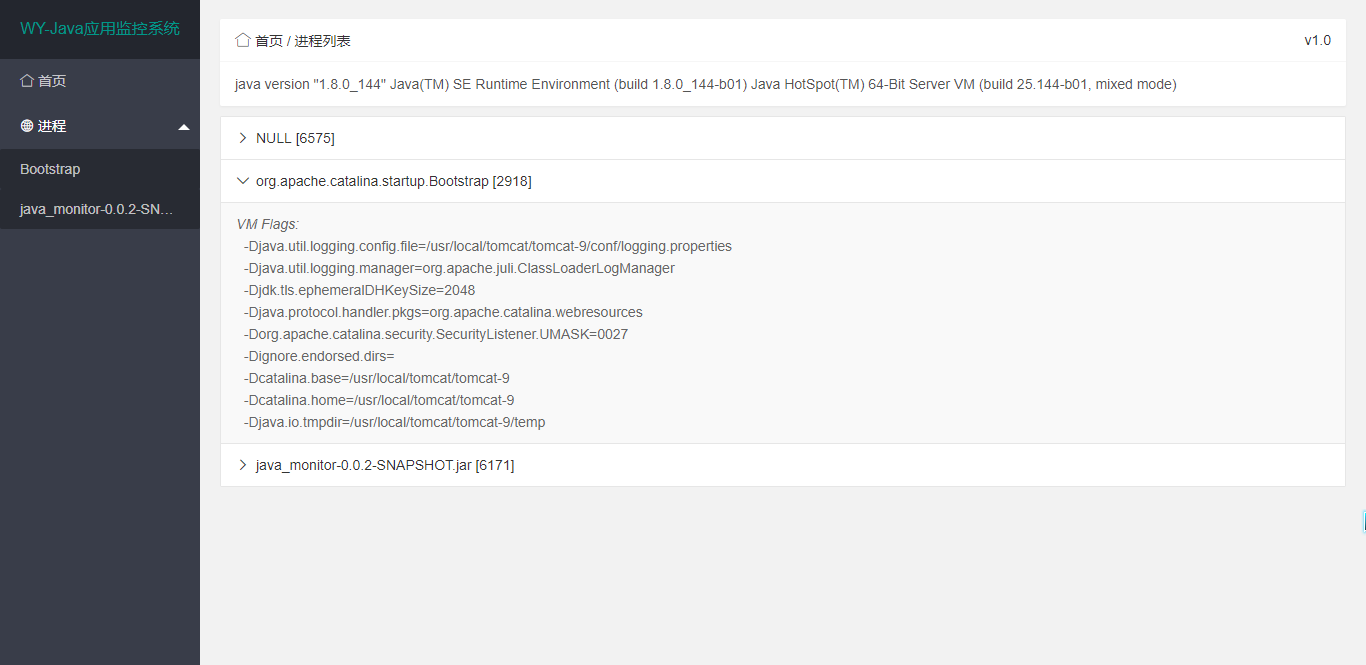 WY-Java应用监控系统
首页
进程
Bootstrap
java_monitor-0.0.2-SN...
首页 / 进程列表
v1.0
java version "1.8.0_144" Java(TM) SE Runtime Environment (build 1.8.0_144-b01) Java HotSpot(TM) 64-Bit Server VM (build 25.144-b01, mixed mode)
NULL [6575]
org.apache.catalina.startup.Bootstrap [2918]
VM Flags:
-Djava.util.logging.config.file=/usr/local/tomcat/tomcat-9/conf/logging.properties
-Djava.util.logging.manager=org.apache.juli.ClassLoaderLogManager
-Djdk.tls.ephemeralDHKeySize=2048
-Djava.protocol.handler.pkgs=org.apache.catalina.webresources
-Dorg.apache.catalina.security.SecurityListener.UMASK=0027
-Dignore.endorsed.dirs=
-Dcatalina.base=/usr/local/tomcat/tomcat-9
-Dcatalina.home=/usr/local/tomcat/tomcat-9
-Djava.io.tmpdir=/usr/local/tomcat/tomcat-9/temp
java_monitor-0.0.2-SNAPSHOT.jar [6171]